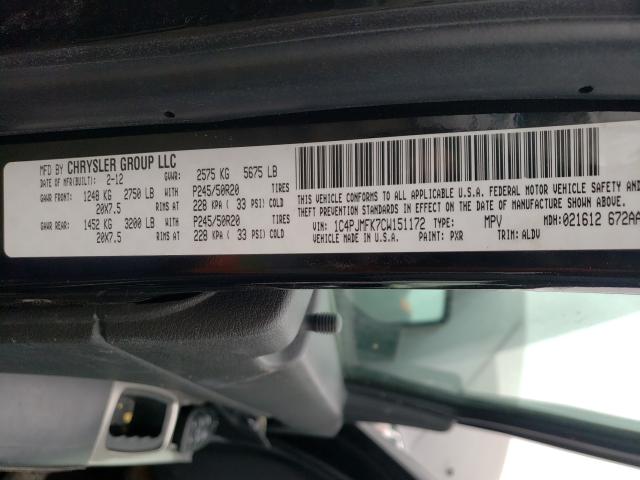 MFD BY CHRYSLER GROUP LLC
DATE OF MFR(BUILT): 2-12 GVWR: 2575 KG 5675 LB
GAWR FRONT: 1248 KG 2750 LB WITH P245/50R20 TIRES
20X7.5 RIMS AT 228 KPA ( 33 PSI) COLD
GAWR REAR: 1452 KG 3200 LB WITH P245/50R20 TIRES
20X7.5 RIMS AT 228 KPA ( 33 PSI) COLD
THIS VEHICLE CONFORMS TO ALL APPLICABLE U.S.A. FEDERAL MOTOR VEHICLE SAFETY AND
THEFT PREVENTION STANDARDS IN EFFECT ON THE DATE OF MANUFACTURE SHOWN ABOVE.
VIN: 1C4PJMFK7CW151172 TYPE: MPV MDH: 021612 672AA
MADE IN U.S.A. PAINT: PXR TRIM: ALDV